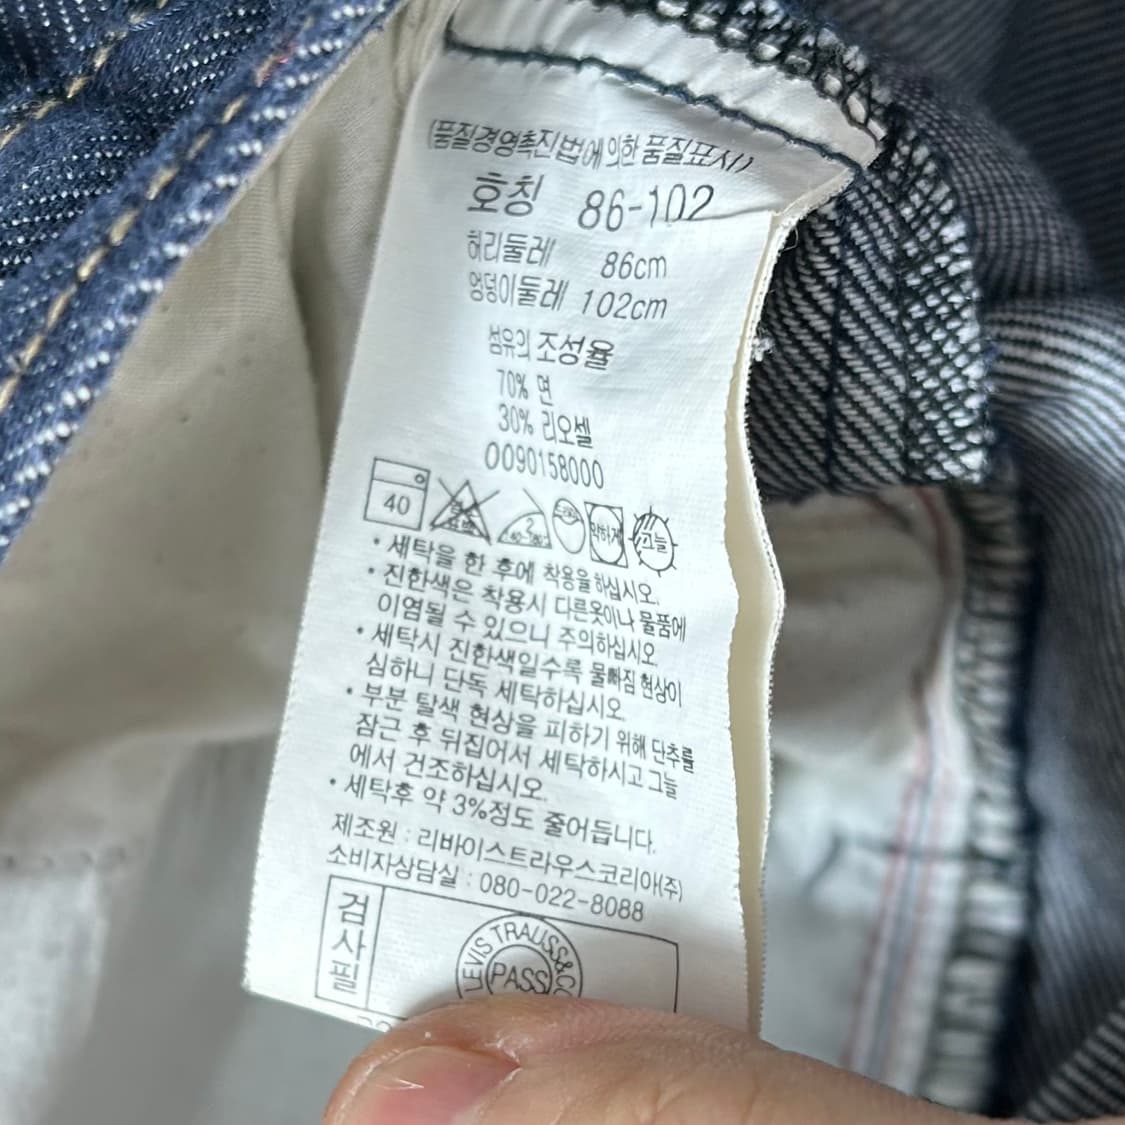 (품질경영촉진법에 의한 품질표시)
호칭 86-102
허리둘레 86cm
엉덩이둘레 102cm
섬유의 조성율
70% 면
30% 리오셀
0090158000
40
약하게
그늘
• 세탁을 한 후에 착용을 하십시오.
• 진한색은 착용시 다른옷이나 물품에
이염될 수 있으니 주의하십시오.
• 세탁시 진한색일수록 물빠짐 현상이
심하니 단독 세탁하십시오.
• 부분 탈색 현상을 피하기 위해 단추를
잠근 후 뒤집어서 세탁하시고 그늘
에서 건조하십시오.
• 세탁후 약 3%정도 줄어듭니다.
제조원 : 리바이스트라우스코리아(주)
소비자상담실 : 080-022-8088
검사필
LEVIS TRAUSS&CO
PASS